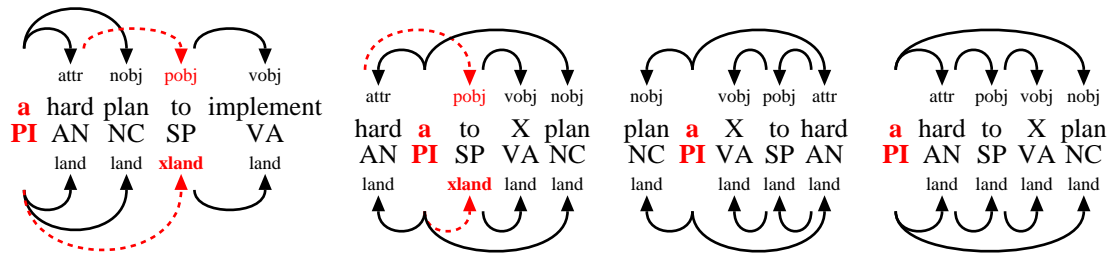 attr nobj pobj vobj
a hard plan to implement
PI AN NC SP VA
land land xland land
attr pobj vobj nobj
hard a to X plan
AN PI SP VA NC
land xland land land
nobj vobj pobj attr
plan a X to hard
NC PI VA SP AN
land land land land
attr pobj vobj nobj
a hard to X plan
PI AN SP VA NC
land land land land